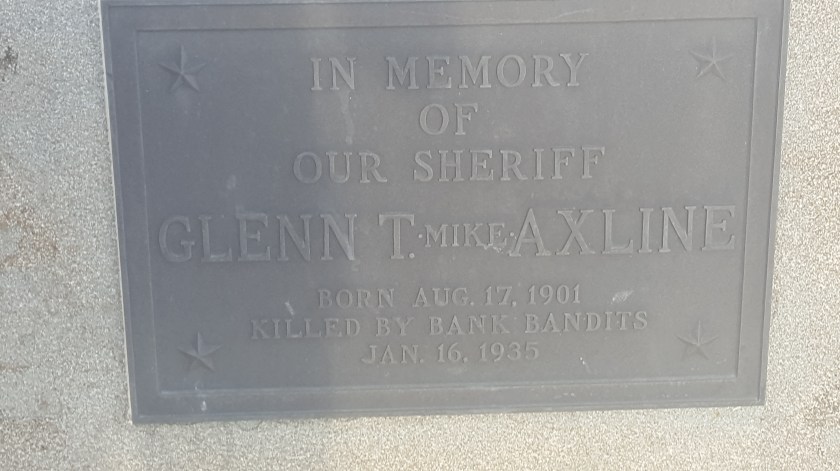 IN MEMORY
OF
OUR SHERIFF
GLENN T. ·MIKE· AXLINE
BORN AUG. 17, 1901
KILLED BY BANK BANDITS
JAN. 16, 1935